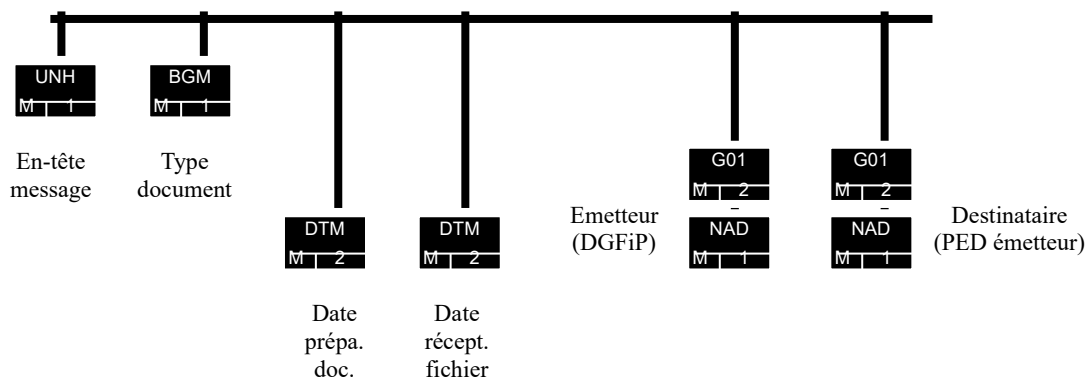 UNH
M 1
En-tête
message
BGM
M 1
Type
document
DTM
M 2
Date
prépa.
doc.
DTM
M 2
Date
récept.
fichier
Emetteur
(DGFiP)
G01
M 2
NAD
M 1
G01
M 2
NAD
M 1
Destinataire
(PED émetteur)